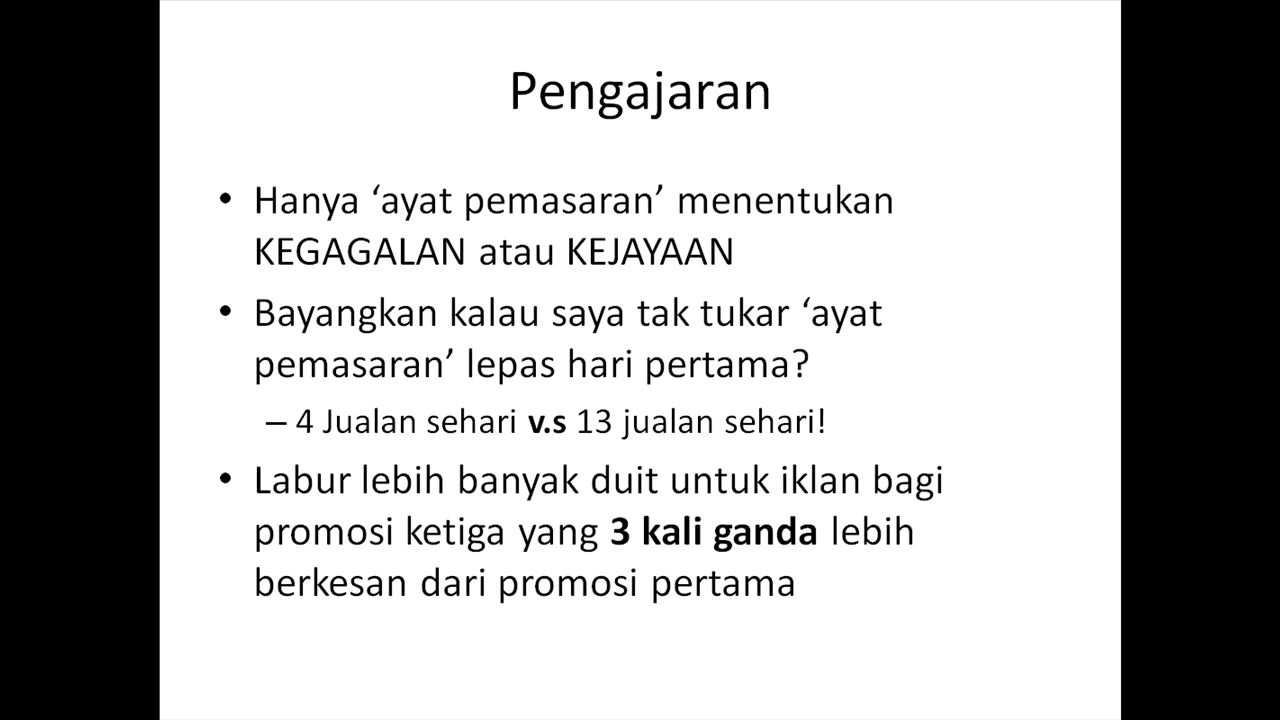 Pengajaran
• Hanya ‘ayat pemasaran’ menentukan
KEGAGALAN atau KEJAYAAN
• Bayangkan kalau saya tak tukar ‘ayat
pemasaran’ lepas hari pertama?
– 4 Jualan sehari v.s 13 jualan sehari!
• Labur lebih banyak duit untuk iklan bagi
promosi ketiga yang 3 kali ganda lebih
berkesan dari promosi pertama